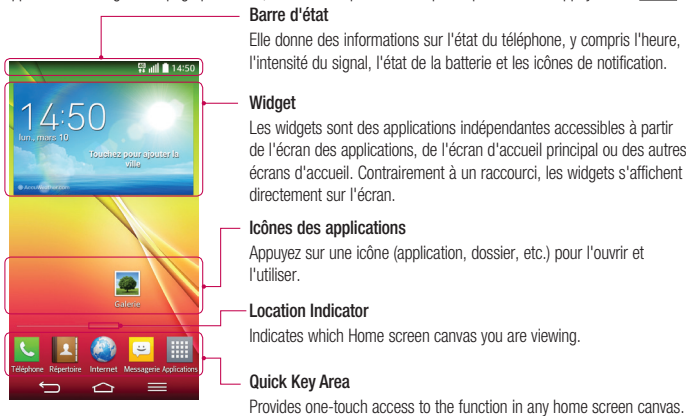 Barre d'état
Elle donne des informations sur l'état du téléphone, y compris l'heure,
l'intensité du signal, l'état de la batterie et les icônes de notification.
4G 14:50
14:50
lun., mars 10
Touchez pour ajouter la
ville
AccuWeather.com
Widget
Les widgets sont des applications indépendantes accessibles à partir
de l'écran des applications, de l'écran d'accueil principal ou des autres
écrans d'accueil. Contrairement à un raccourci, les widgets s'affichent
directement sur l'écran.
Icônes des applications
Appuyez sur une icône (application, dossier, etc.) pour l'ouvrir et
l'utiliser.
Galerie
Location Indicator
Indicates which Home screen canvas you are viewing.
Téléphone Répertoire Internet Messagerie Applications
Quick Key Area
Provides one-touch access to the function in any home screen canvas.